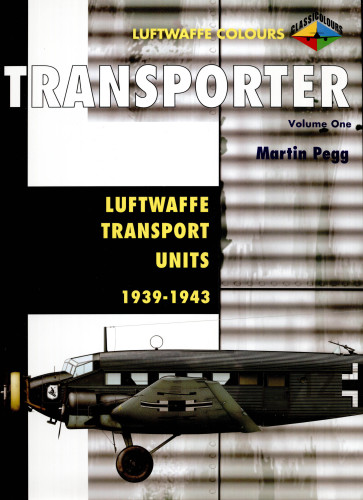 LUFTWAFFE COLOURS
CLASSIC COLOURS
TRANSPORTER
Volume One
Martin Pegg
LUFTWAFFE
TRANSPORT
UNITS
1939-1943